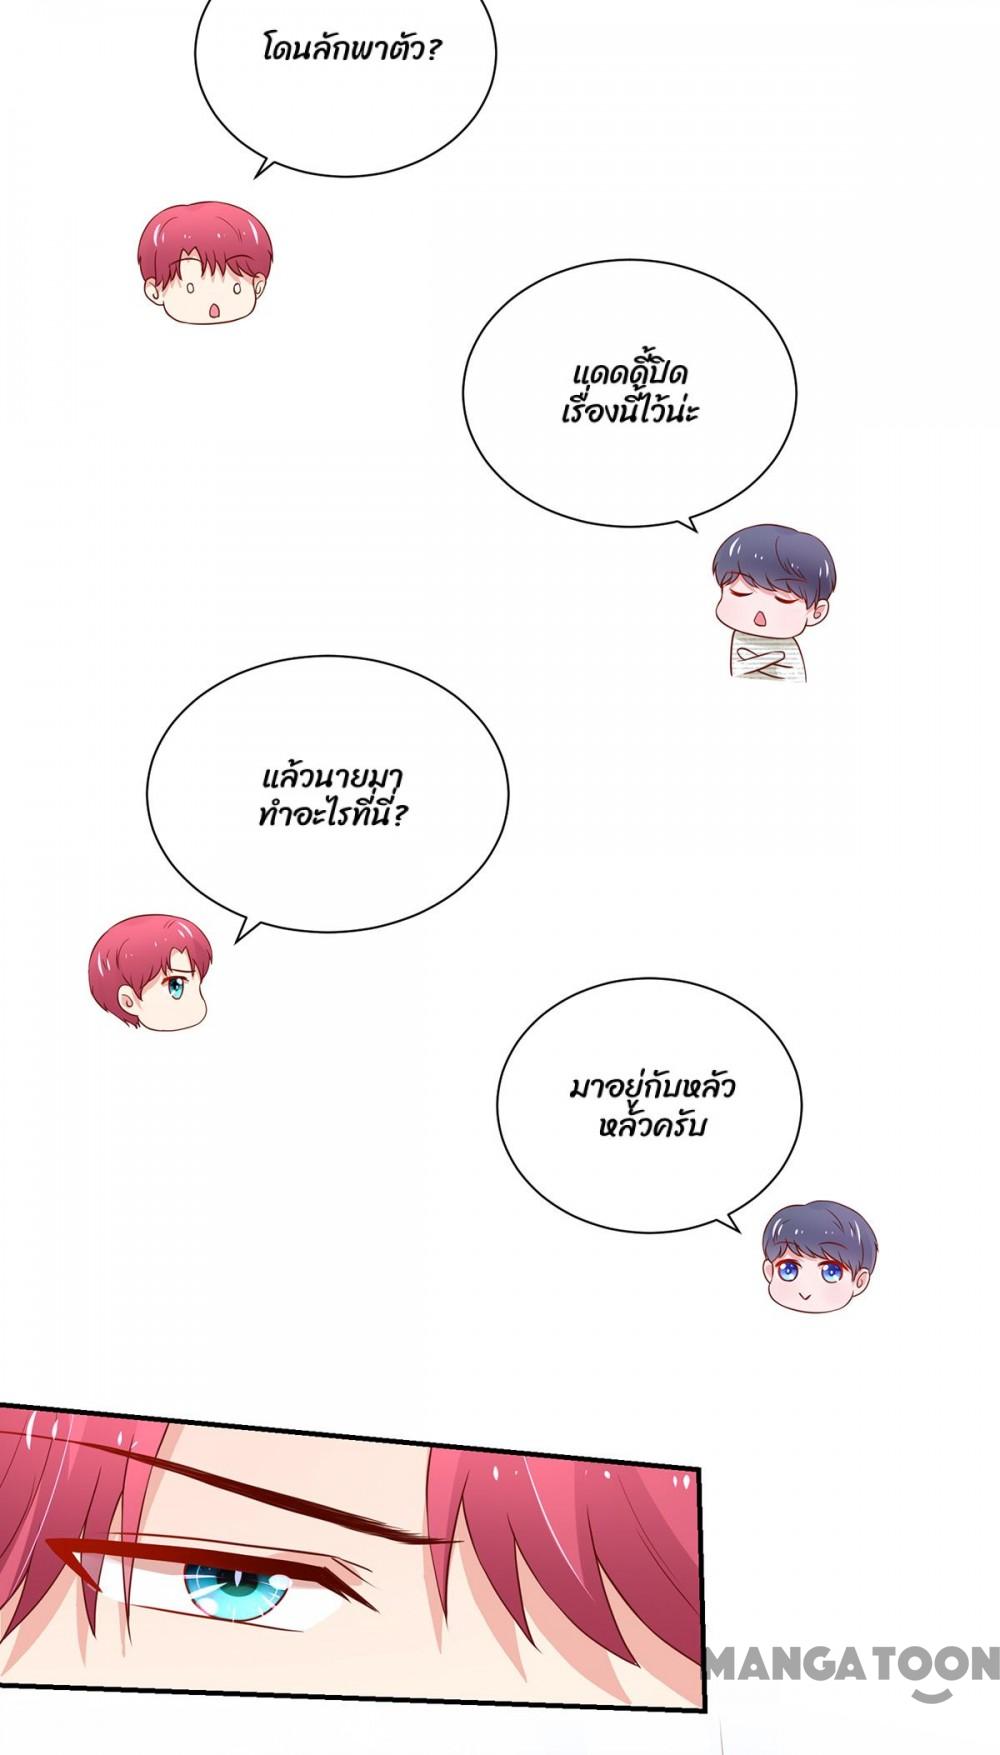 โดนลักพาตัว?
แดดดี้ปิด
เรื่องนี้ไว้น่ะ
แล้วนายมา
ทำอะไรที่นี่?
มาอยู่กับหลัว
หลัวครับ
MANGATOON